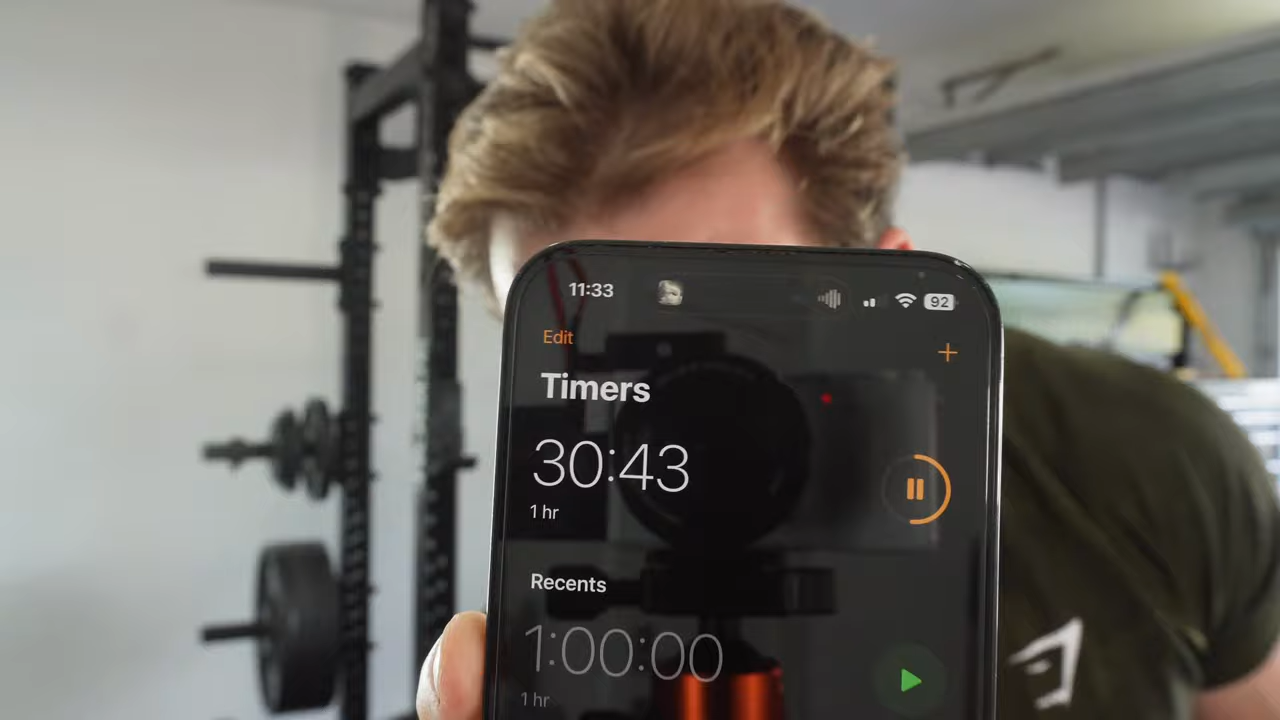 11:33
92
Edit
+
Timers
30:43
1 hr
Recents
1:00:00
1 hr